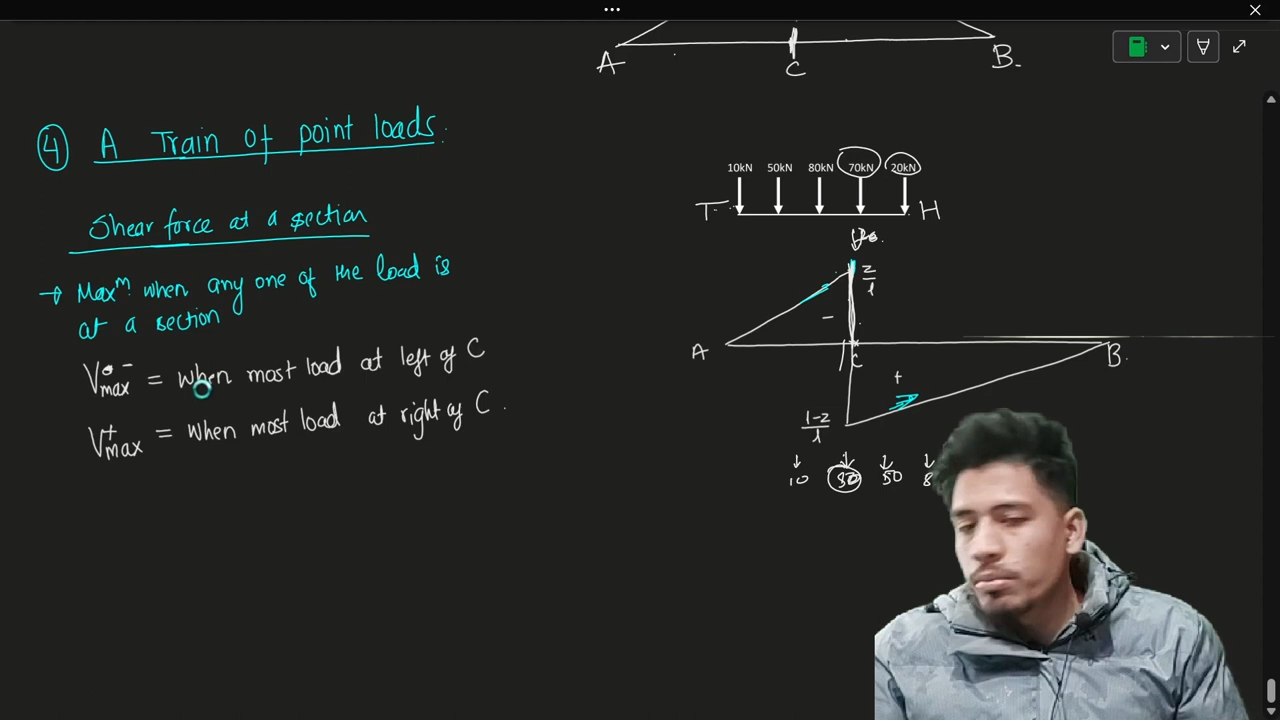 A
C
B.
④ A Train of point loads:
Shear force at a section
→ Maxᵐ. when any one of the load is
at a section
V⁻max = when most load at left of C
V⁺max = when most load at right of C.
10kN 50kN 80kN 70kN 20kN
T H
z/l
−
A C B.
+
l-z/l
10 50 8